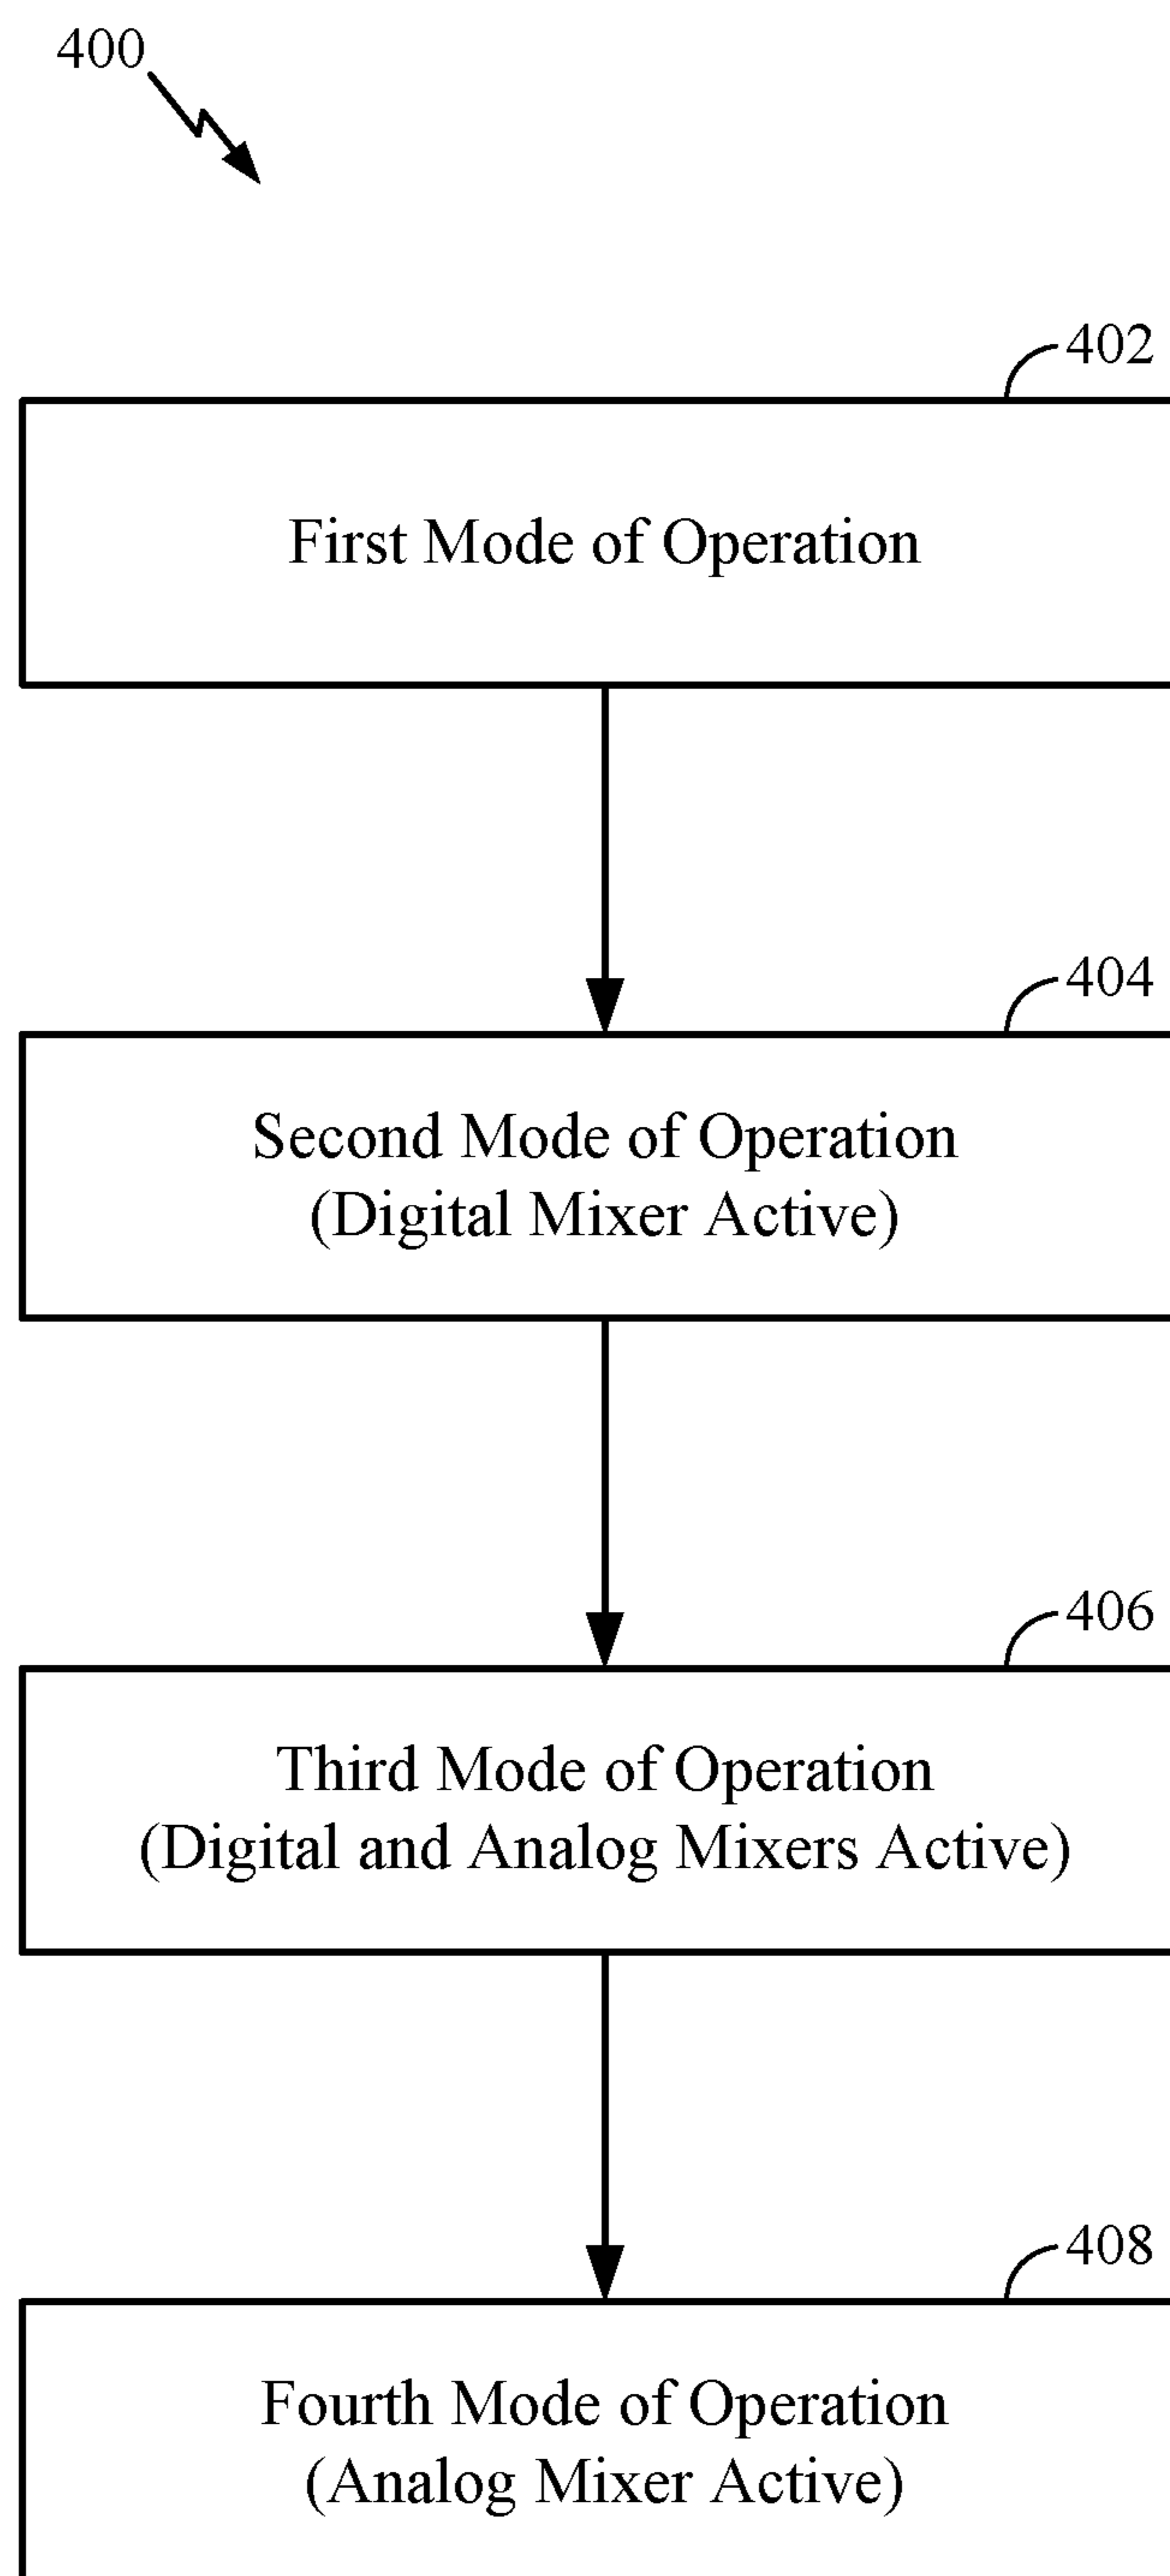 400
402
First Mode of Operation
404
Second Mode of Operation
(Digital Mixer Active)
406
Third Mode of Operation
(Digital and Analog Mixers Active)
408
Fourth Mode of Operation
(Analog Mixer Active)